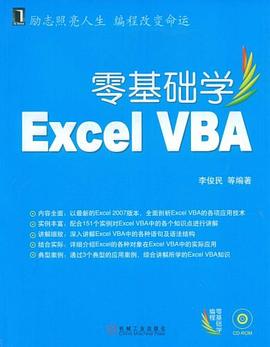 励志照亮人生 编程改变命运
零基础学
Excel VBA
李俊民 等编著
内容全面：以最新的Excel 2007版本，全面剖析Excel VBA的各项应用技术
实例丰富：配合151个实例对Excel VBA中的各个知识点进行讲解
讲解细致：深入讲解Excel VBA中的各种语句及语法结构
结合实际：详细介绍Excel的各种对象在Excel VBA中的实际应用
典型案例：通过3个典型的应用案例，综合讲解所学的Excel VBA知识
机械工业出版社
零基础学
编程
CD-ROM